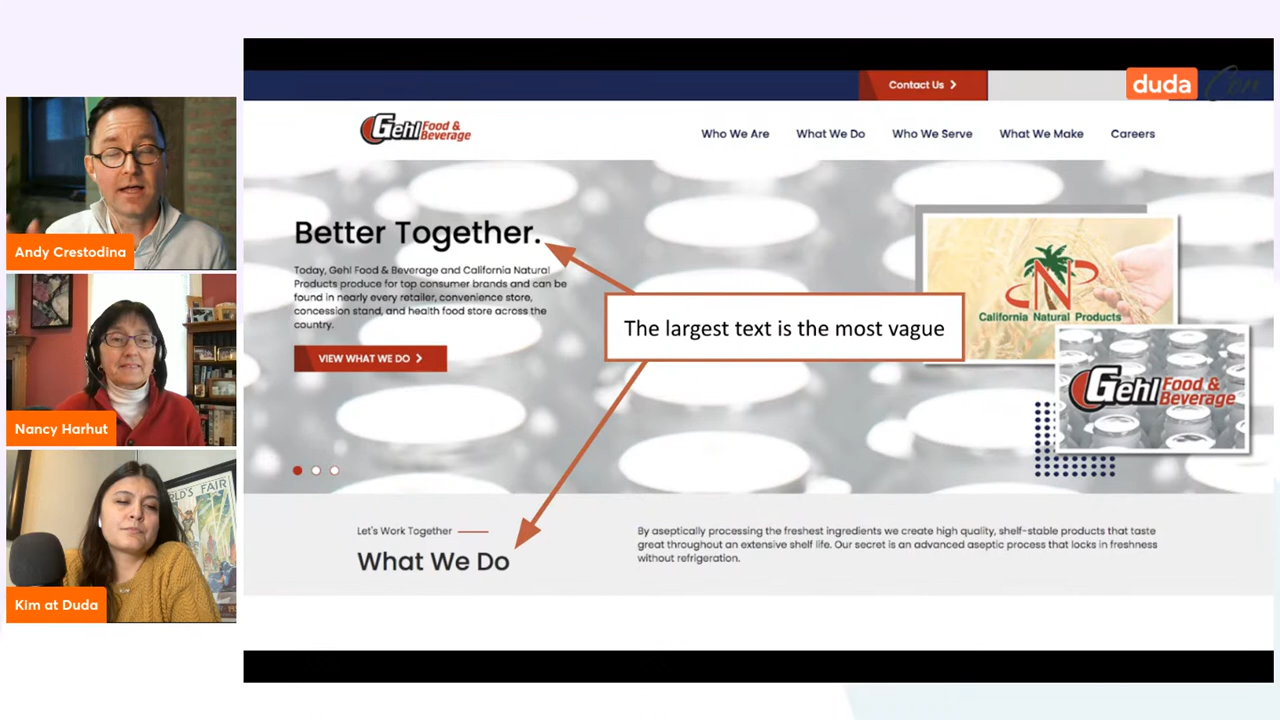 Contact Us
duda
Con
Gehl Food & Beverage
Who We Are
What We Do
Who We Serve
What We Make
Careers
Andy Crestodina
Better Together.
Today, Gehl Food & Beverage and California Natural
Products produce for top consumer brands and can be
found in nearly every retailer, convenience store,
concession stand, and health food store across the
country.
VIEW WHAT WE DO
The largest text is the most vague
CNP
California Natural Products
Gehl Food & Beverage
Nancy Harhut
Let's Work Together
What We Do
By aseptically processing the freshest ingredients we create high quality, shelf-stable products that taste
great throughout an extensive shelf life. Our secret is an advanced aseptic process that locks in freshness
without refrigeration.
WORLD'S FAIR
Kim at Duda